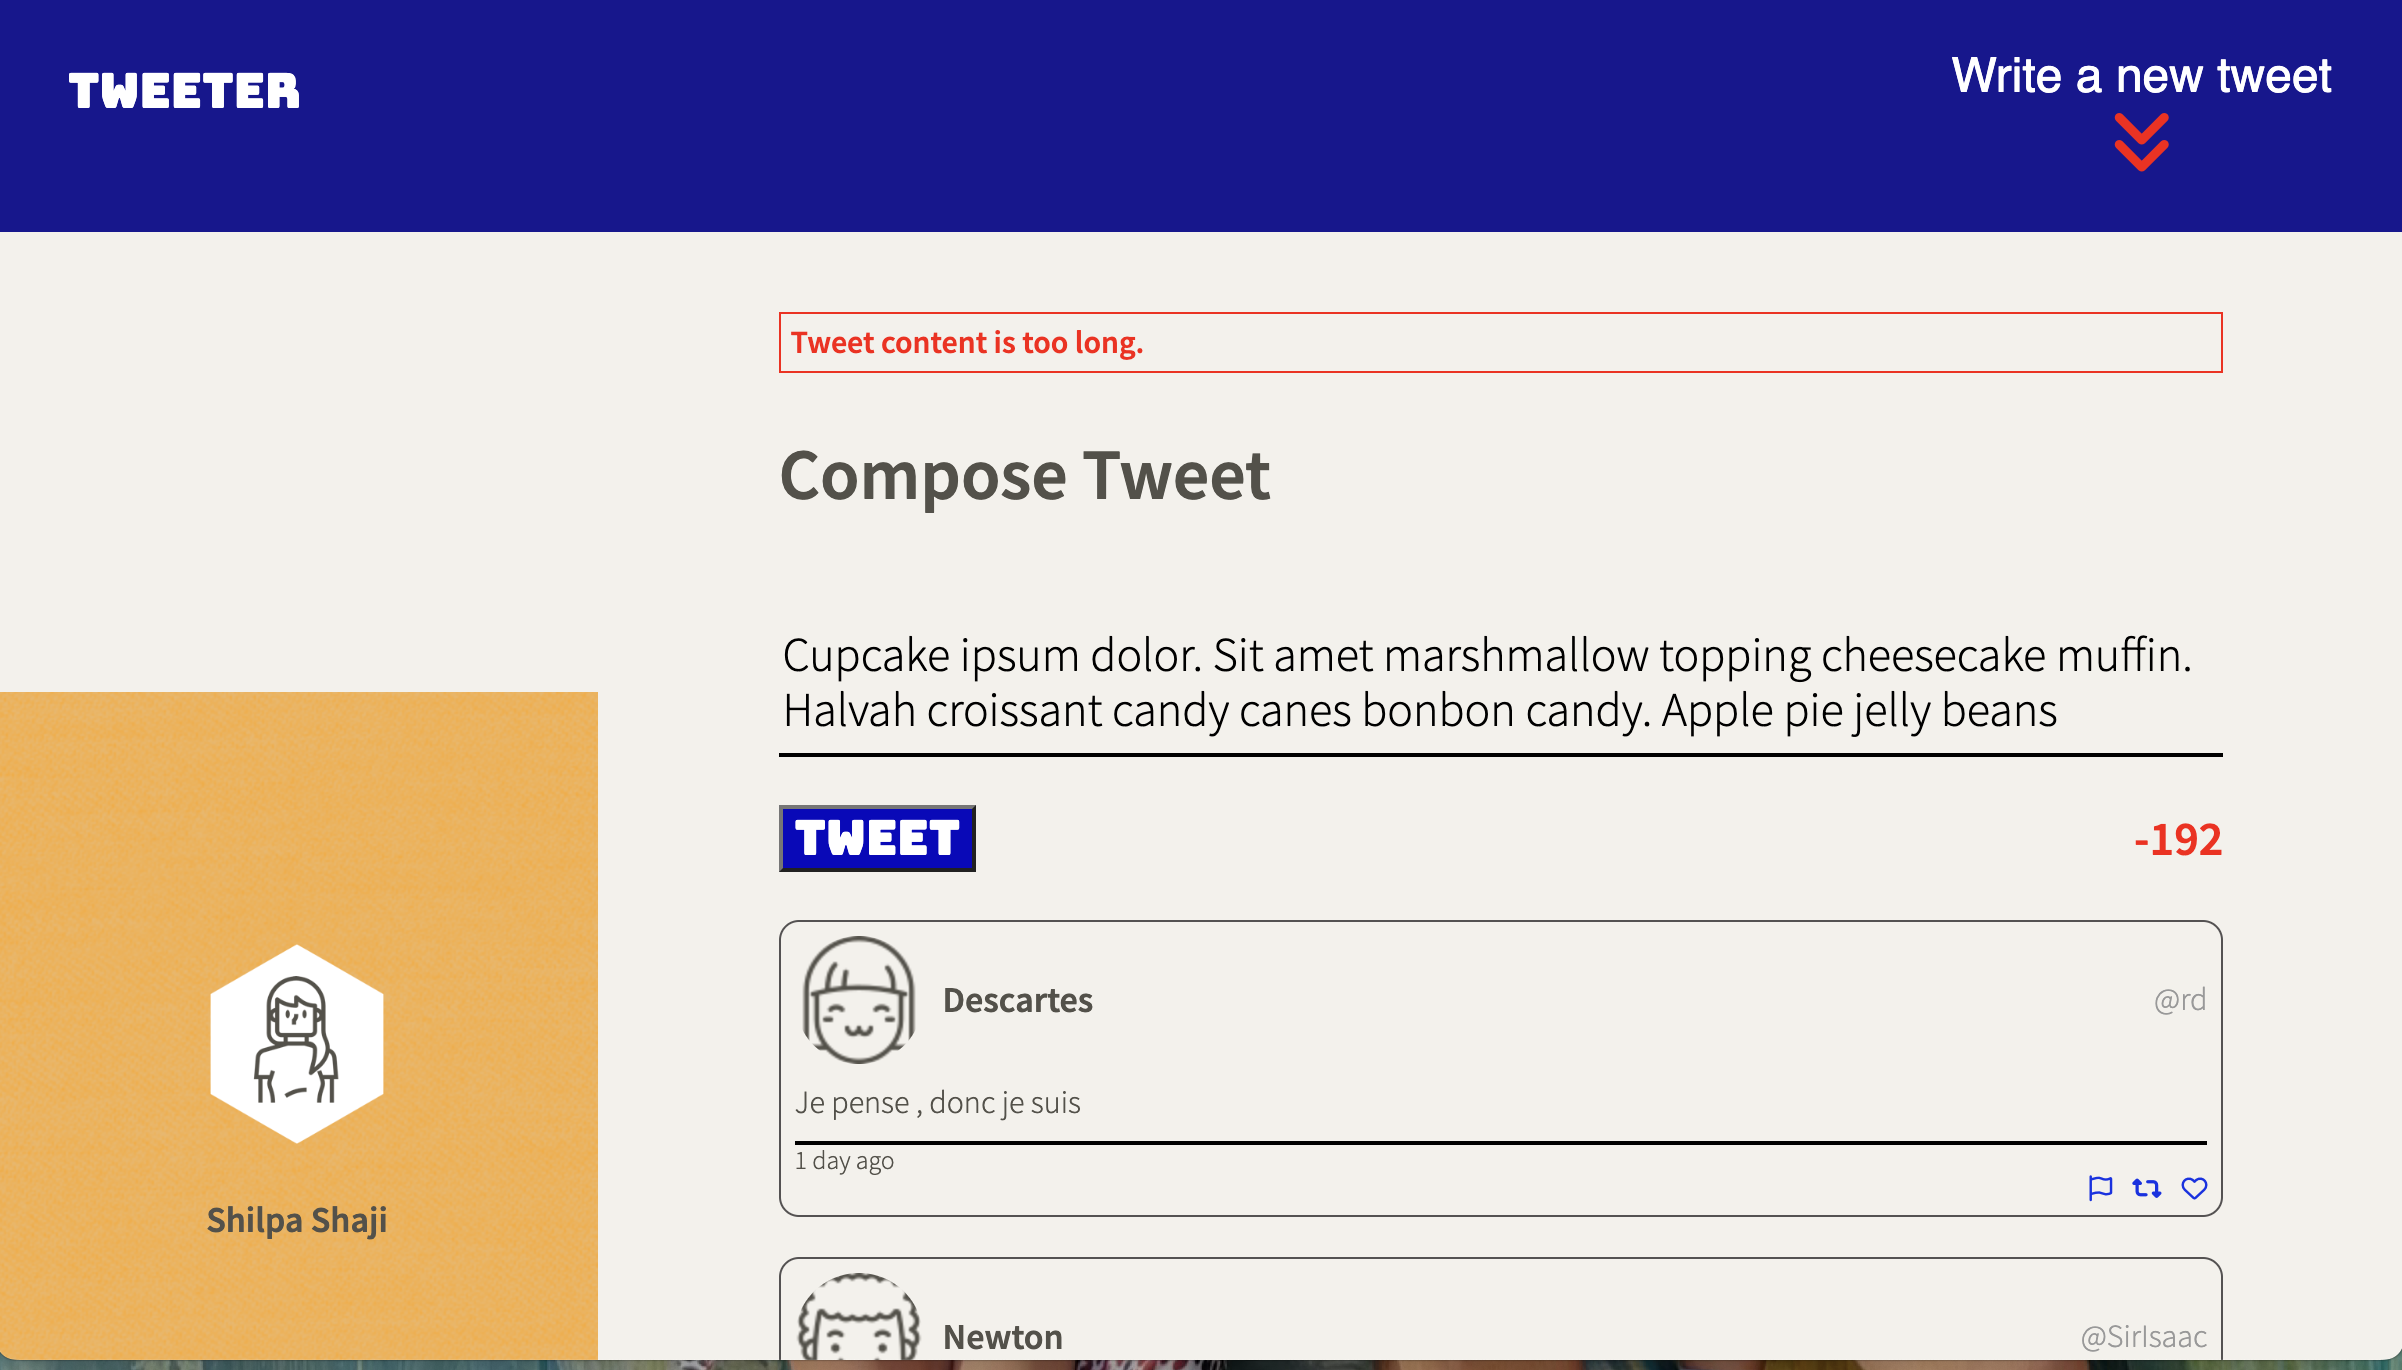 TWEETER
Write a new tweet
Tweet content is too long.
Compose Tweet
Cupcake ipsum dolor. Sit amet marshmallow topping cheesecake muffin.
Halvah croissant candy canes bonbon candy. Apple pie jelly beans
TWEET
-192
Descartes
@rd
Je pense , donc je suis
1 day ago
Shilpa Shaji
Newton
@SirIsaac